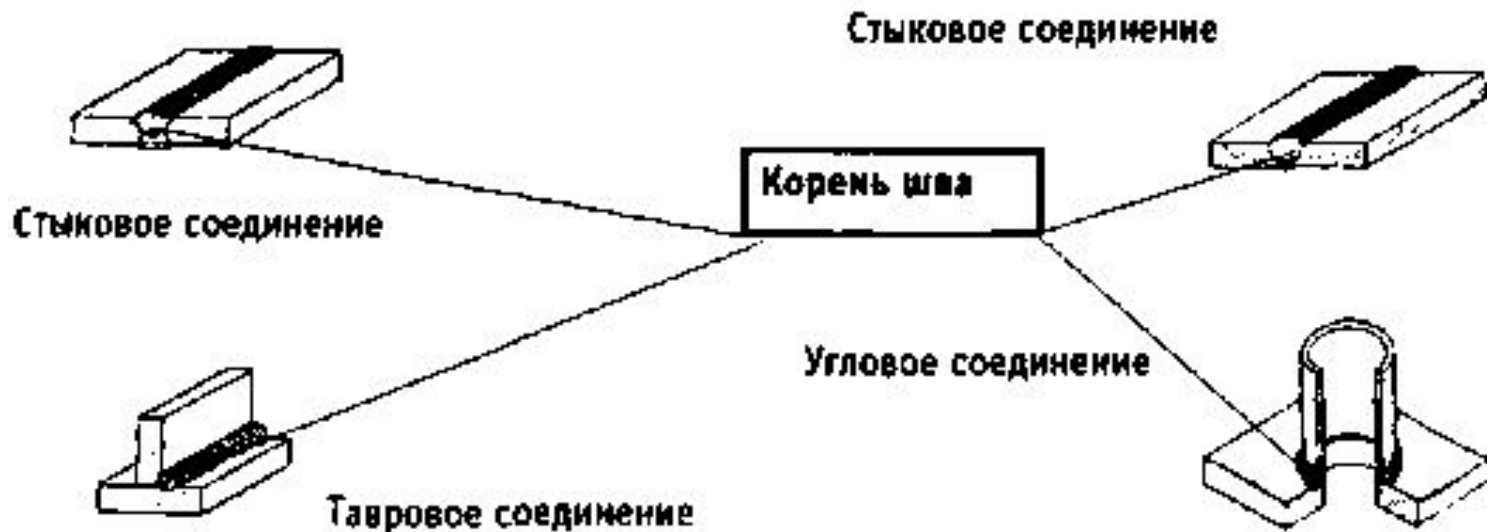 Стыковое соединение
Корень шва
Стыковое соединение
Угловое соединение
Тавровое соединение